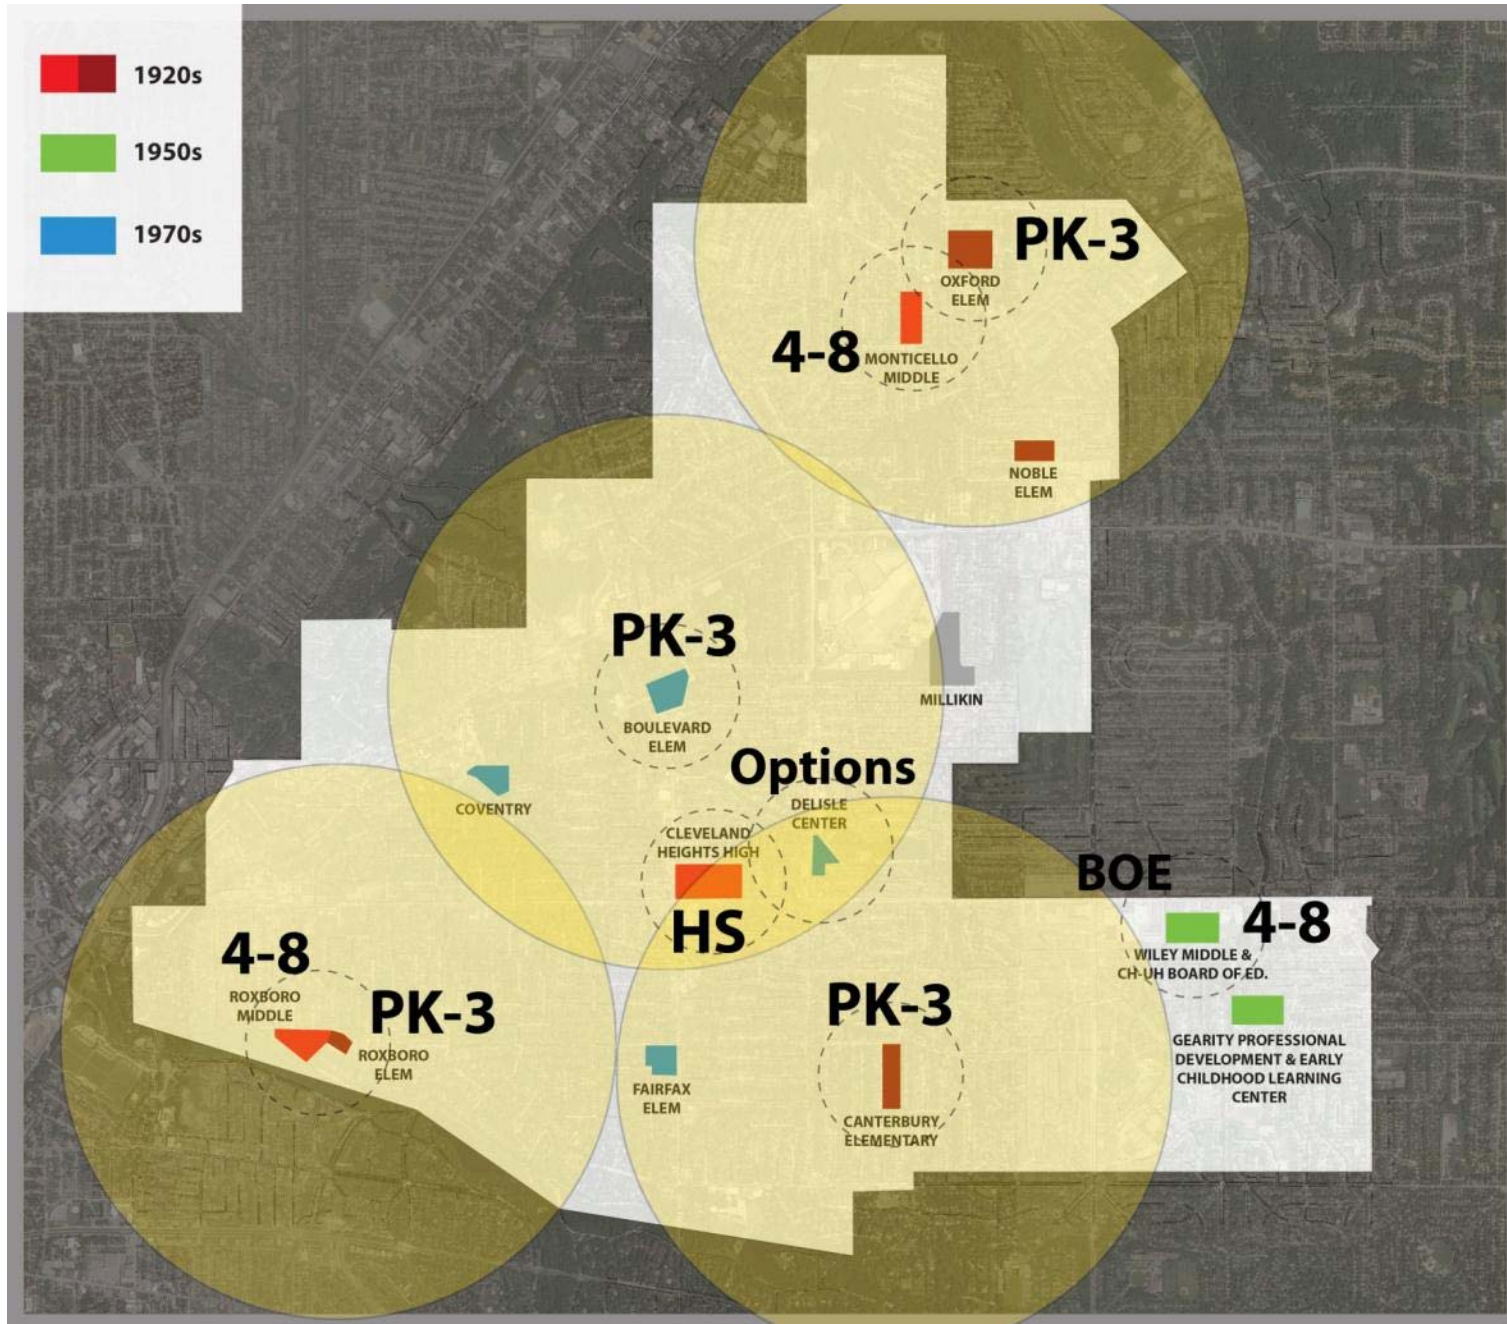 1920s
1950s
1970s
PK-3
OXFORD
ELEM
4-8
MONTICELLO
MIDDLE
NOBLE
ELEM
PK-3
BOULEVARD
ELEM
MILLIKIN
Options
DELISLE
CENTER
COVENTRY
CLEVELAND
HEIGHTS HIGH
HS
BOE
4-8
WILEY MIDDLE &
CH-UH BOARD OF ED.
GEARITY PROFESSIONAL
DEVELOPMENT & EARLY
CHILDHOOD LEARNING
CENTER
4-8
ROXBORO
MIDDLE
PK-3
ROXBORO
ELEM
FAIRFAX
ELEM
PK-3
CANTERBURY
ELEMENTARY